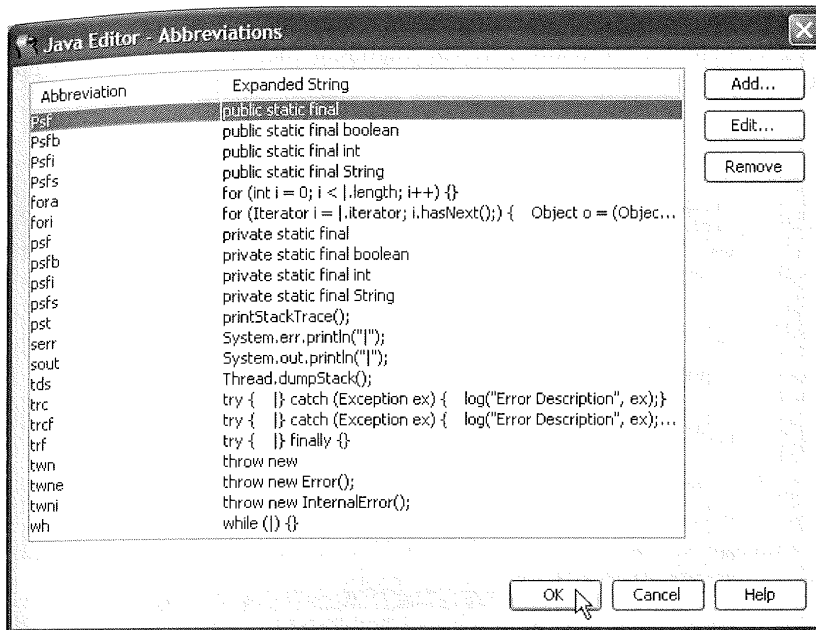 Java Editor - Abbreviations
Abbreviation Expanded String
Psf public static final
Psfb public static final boolean
Psfi public static final int
Psfs public static final String
fora for (int i = 0; i < |.length; i++) {}
fori for (Iterator i = |.iterator; i.hasNext();) { Object o = (Objec...
psf private static final
psfb private static final boolean
psfi private static final int
psfs private static final String
pst printStackTrace();
serr System.err.println("|");
sout System.out.println("|");
tds Thread.dumpStack();
trc try { |} catch (Exception ex) { log("Error Description", ex);}
trcf try { |} catch (Exception ex) { log("Error Description", ex);...
trf try { |} finally {}
twn throw new
twne throw new Error();
twni throw new InternalError();
wh while (|) {}
Add...
Edit...
Remove
OK Cancel Help